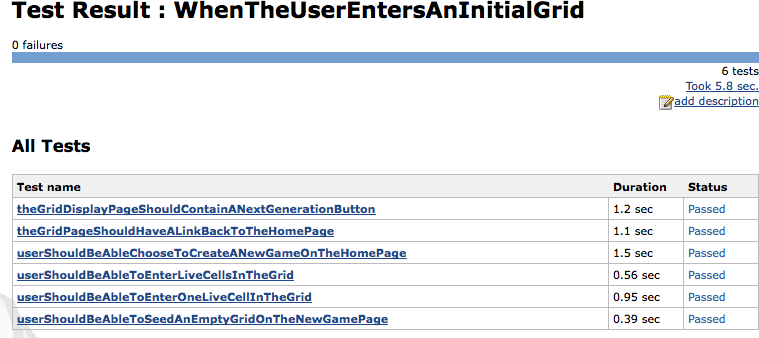 Test Result : WhenTheUserEntersAnInitialGrid
0 failures
6 tests
Took 5.8 sec.
add description
All Tests
Test name Duration Status
theGridDisplayPageShouldContainANextGenerationButton 1.2 sec Passed
theGridPageShouldHaveALinkBackToTheHomePage 1.1 sec Passed
userShouldBeAbleChooseToCreateANewGameOnTheHomePage 1.5 sec Passed
userShouldBeAbleToEnterLiveCellsInTheGrid 0.56 sec Passed
userShouldBeAbleToEnterOneLiveCellInTheGrid 0.95 sec Passed
userShouldBeAbleToSeedAnEmptyGridOnTheNewGamePage 0.39 sec Passed